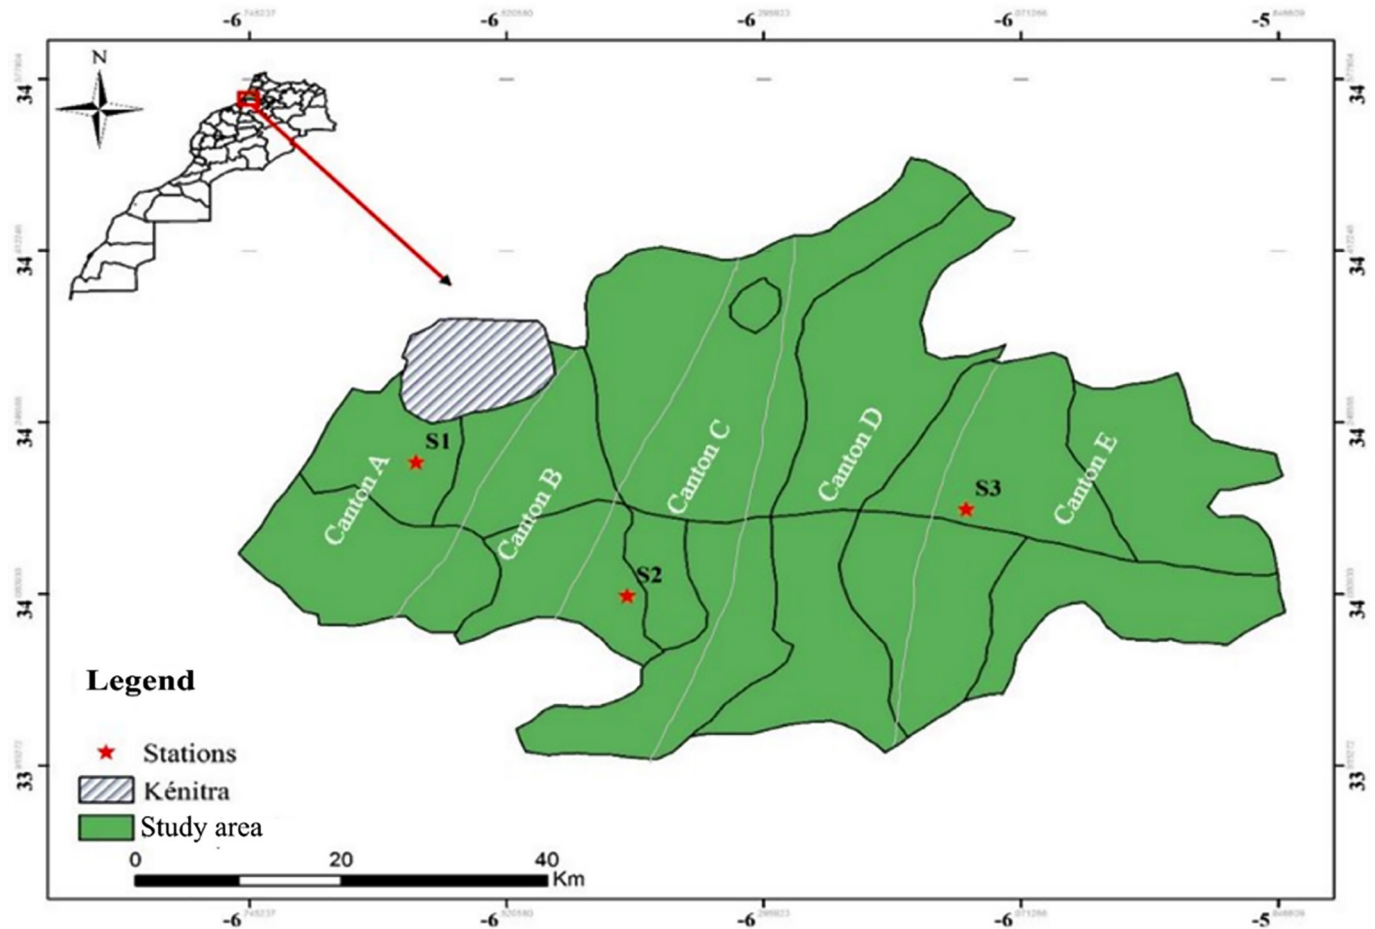 -6 -6 -6 -6 -5
N
34 34
34 34
S1
34 34
Canton A
Canton B
Canton C
Canton D
Canton E
S3
S2
34 34
Legend
Stations
33 33
Kénitra
Study area
0 20 40
Km
-6 -6 -6 -6 -5